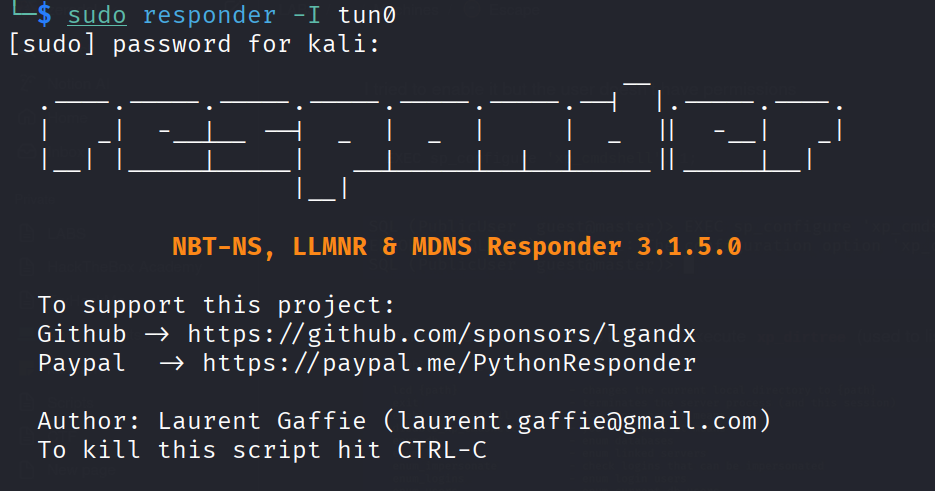 └─$ sudo responder -I tun0
[sudo] password for kali:
responder
NBT-NS, LLMNR & MDNS Responder 3.1.5.0
To support this project:
Github -> https://github.com/sponsors/lgandx
Paypal  -> https://paypal.me/PythonResponder
Author: Laurent Gaffie (laurent.gaffie@gmail.com)
To kill this script hit CTRL-C